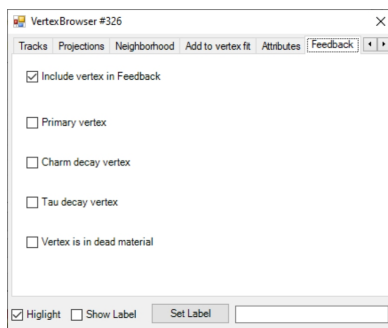 VertexBrowser #326
Tracks Projections Neighborhood Add to vertex fit Attributes Feedback
Include vertex in Feedback
Primary vertex
Charm decay vertex
Tau decay vertex
Vertex is in dead material
Higlight Show Label Set Label